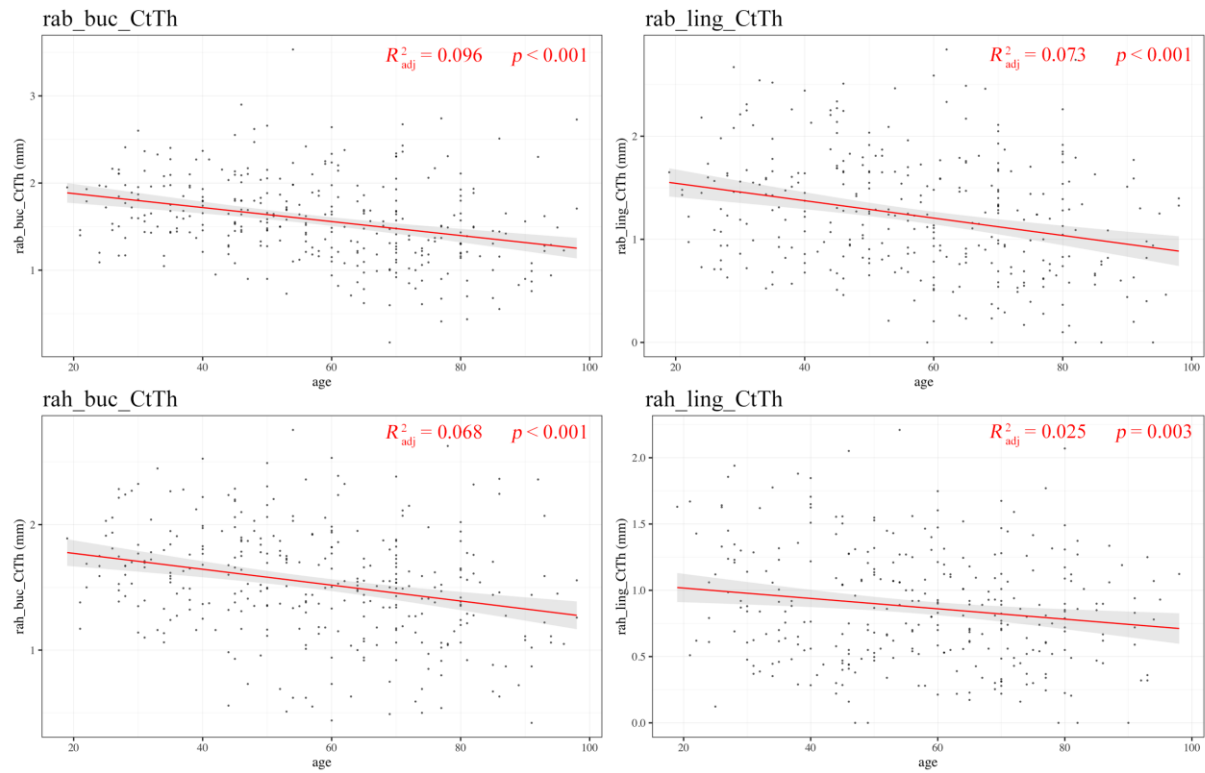 rab_buc_CtTh
R²adj = 0.096 p < 0.001
rab_buc_CtTh (mm)
3
2
1
20 40 60 80 100
age
rab_ling_CtTh
R²adj = 0.073 p < 0.001
rab_ling_CtTh (mm)
2
1
0
20 40 60 80 100
age
rah_buc_CtTh
R²adj = 0.068 p < 0.001
rah_buc_CtTh (mm)
2
1
20 40 60 80 100
age
rah_ling_CtTh
R²adj = 0.025 p = 0.003
rah_ling_CtTh (mm)
2.0
1.5
1.0
0.5
0.0
20 40 60 80 100
age